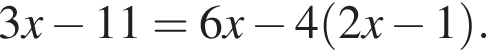 3x − 11 = 6x − 4(2x − 1).